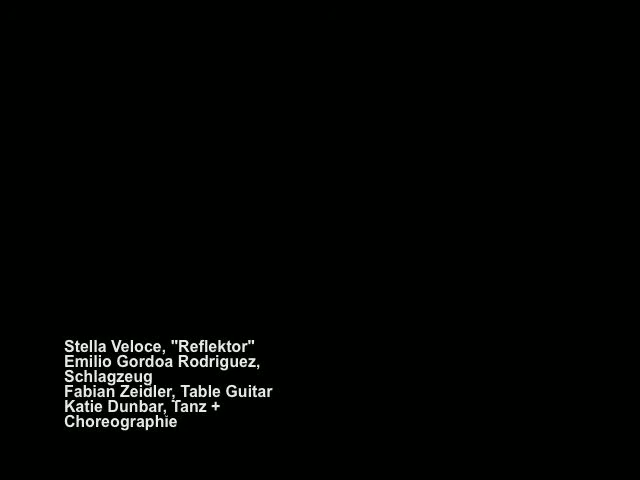 Stella Veloce, "Reflektor"
Emilio Gordoa Rodriguez,
Schlagzeug
Fabian Zeidler, Table Guitar
Katie Dunbar, Tanz +
Choreographie